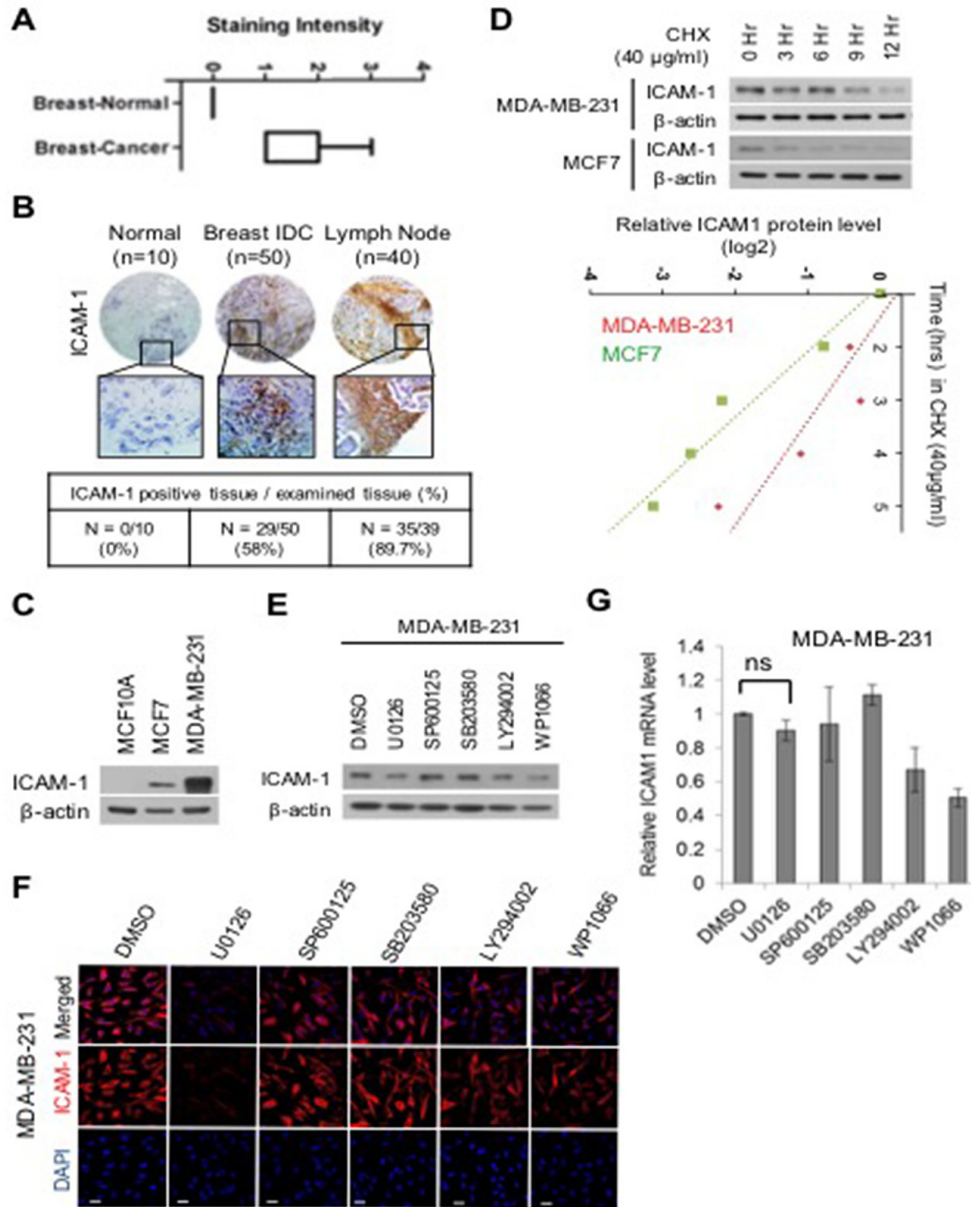 A
Staining Intensity
0 1 2 3 4
Breast-Normal
Breast-Cancer
B
Normal
(n=10)
Breast IDC
(n=50)
Lymph Node
(n=40)
ICAM-1
ICAM-1 positive tissue / examined tissue (%)
N = 0/10
(0%)
N = 29/50
(58%)
N = 35/39
(89.7%)
C
MCF10A
MCF7
MDA-MB-231
ICAM-1
β-actin
D
CHX
(40 µg/ml)
0 Hr
3 Hr
6 Hr
9 Hr
12 Hr
MDA-MB-231
ICAM-1
β-actin
MCF7
ICAM-1
β-actin
Relative ICAM1 protein level
(log2)
-4 -3 -2 -1 0
MDA-MB-231
MCF7
2
3
4
5
Time (hrs) in CHX (40µg/ml)
E
MDA-MB-231
DMSO
U0126
SP600125
SB203580
LY294002
WP1066
ICAM-1
β-actin
F
DMSO
U0126
SP600125
SB203580
LY294002
WP1066
MDA-MB-231
Merged
ICAM-1
DAPI
G
MDA-MB-231
ns
Relative ICAM1 mRNA level
1.4
1.2
1
0.8
0.6
0.4
0.2
0
DMSO
U0126
SP600125
SB203580
LY294002
WP1066